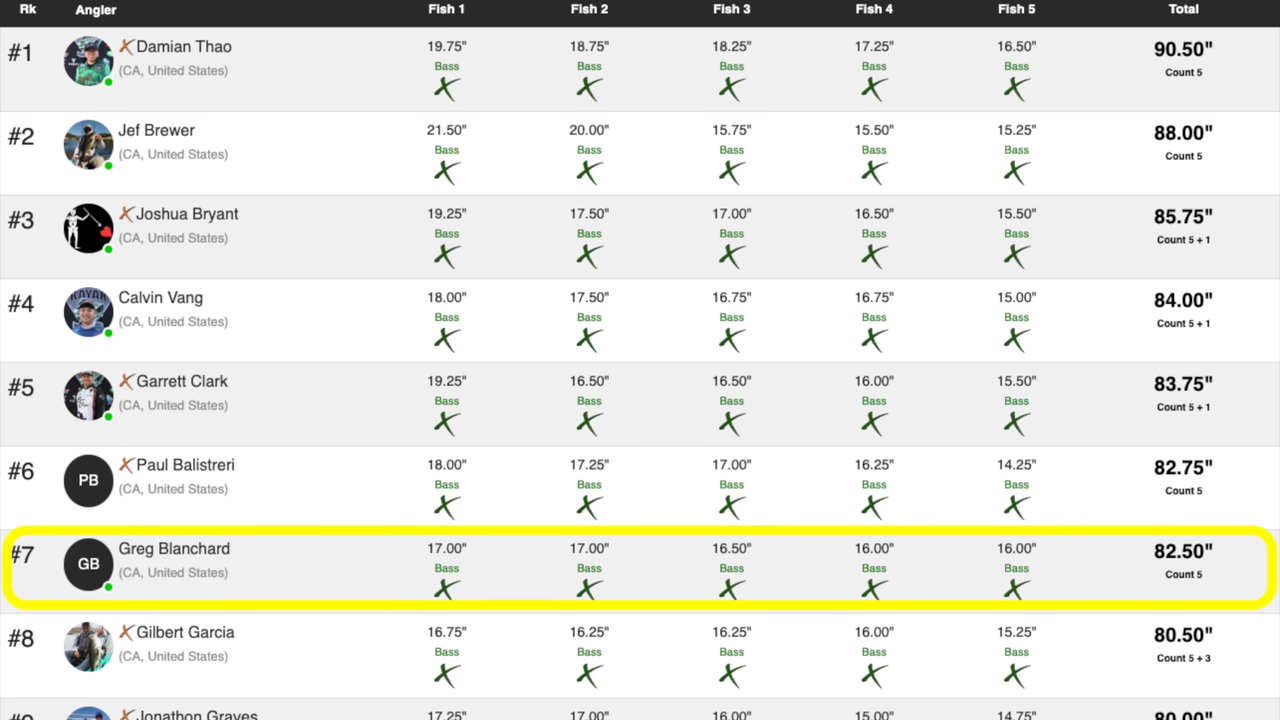 Rk Angler Fish 1 Fish 2 Fish 3 Fish 4 Fish 5 Total
#1 Damian Thao 19.75" 18.75" 18.25" 17.25" 16.50" 90.50"
(CA, United States) Bass Bass Bass Bass Bass Count 5
#2 Jef Brewer 21.50" 20.00" 15.75" 15.50" 15.25" 88.00"
(CA, United States) Bass Bass Bass Bass Bass Count 5
#3 Joshua Bryant 19.25" 17.50" 17.00" 16.50" 15.50" 85.75"
(CA, United States) Bass Bass Bass Bass Bass Count 5 + 1
KAYAK
#4 Calvin Vang 18.00" 17.50" 16.75" 16.75" 15.00" 84.00"
(CA, United States) Bass Bass Bass Bass Bass Count 5 + 1
#5 Garrett Clark 19.25" 16.50" 16.50" 16.00" 15.50" 83.75"
(CA, United States) Bass Bass Bass Bass Bass Count 5 + 1
#6 PB Paul Balistreri 18.00" 17.25" 17.00" 16.25" 14.25" 82.75"
(CA, United States) Bass Bass Bass Bass Bass Count 5
#7 GB Greg Blanchard 17.00" 17.00" 16.50" 16.00" 16.00" 82.50"
(CA, United States) Bass Bass Bass Bass Bass Count 5
#8 Gilbert Garcia 16.75" 16.25" 16.25" 16.00" 15.25" 80.50"
(CA, United States) Bass Bass Bass Bass Bass Count 5 + 3
#9 Jonathon Graves 17.25" 17.00" 16.00" 15.00" 14.75" 80.00"